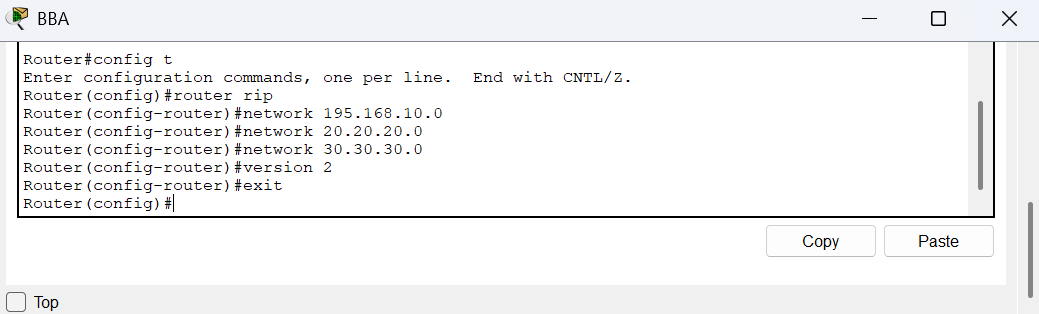 BBA
Router#config t
Enter configuration commands, one per line.  End with CNTL/Z.
Router(config)#router rip
Router(config-router)#network 195.168.10.0
Router(config-router)#network 20.20.20.0
Router(config-router)#network 30.30.30.0
Router(config-router)#version 2
Router(config-router)#exit
Router(config)#
Copy Paste
Top